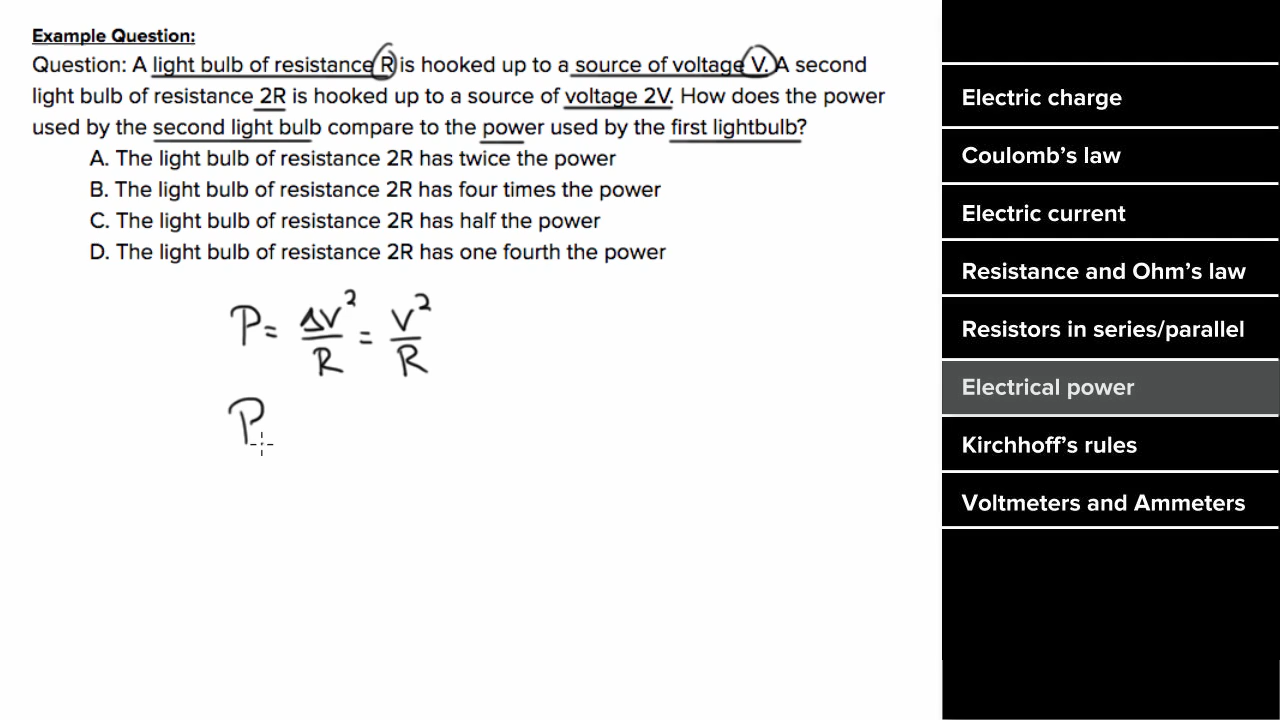 Example Question:
Question: A light bulb of resistance R is hooked up to a source of voltage V. A second
light bulb of resistance 2R is hooked up to a source of voltage 2V. How does the power
used by the second light bulb compare to the power used by the first lightbulb?
A. The light bulb of resistance 2R has twice the power
B. The light bulb of resistance 2R has four times the power
C. The light bulb of resistance 2R has half the power
D. The light bulb of resistance 2R has one fourth the power
P = ΔV²/R = V²/R
P
Electric charge
Coulomb’s law
Electric current
Resistance and Ohm’s law
Resistors in series/parallel
Electrical power
Kirchhoff’s rules
Voltmeters and Ammeters